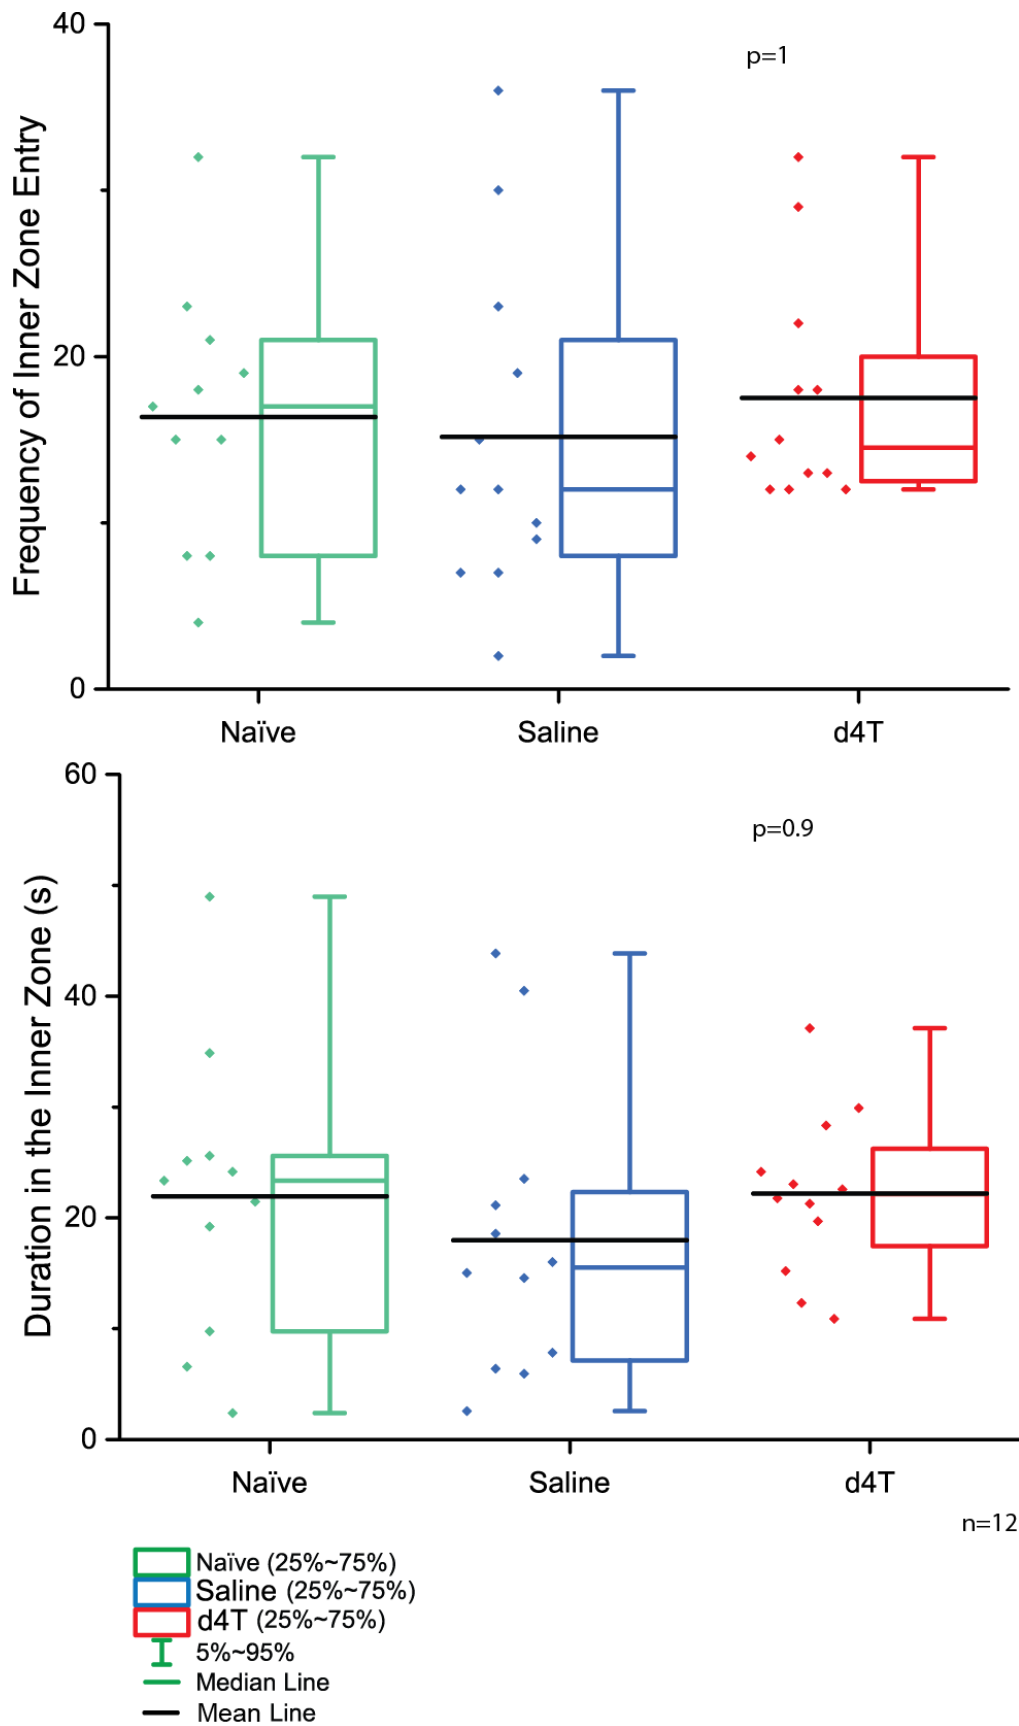 40
p=1
Frequency of Inner Zone Entry
20
0
Naïve Saline d4T
60
p=0.9
Duration in the Inner Zone (s)
40
20
0
Naïve Saline d4T
n=12
Naïve (25%~75%)
Saline (25%~75%)
d4T (25%~75%)
5%~95%
Median Line
Mean Line